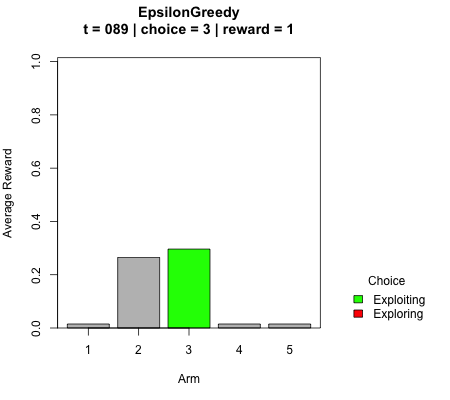 EpsilonGreedy
t = 089 | choice = 3 | reward = 1
1.0
0.8
0.6
0.4
0.2
0.0
Average Reward
1 2 3 4 5
Arm
Choice
Exploiting
Exploring